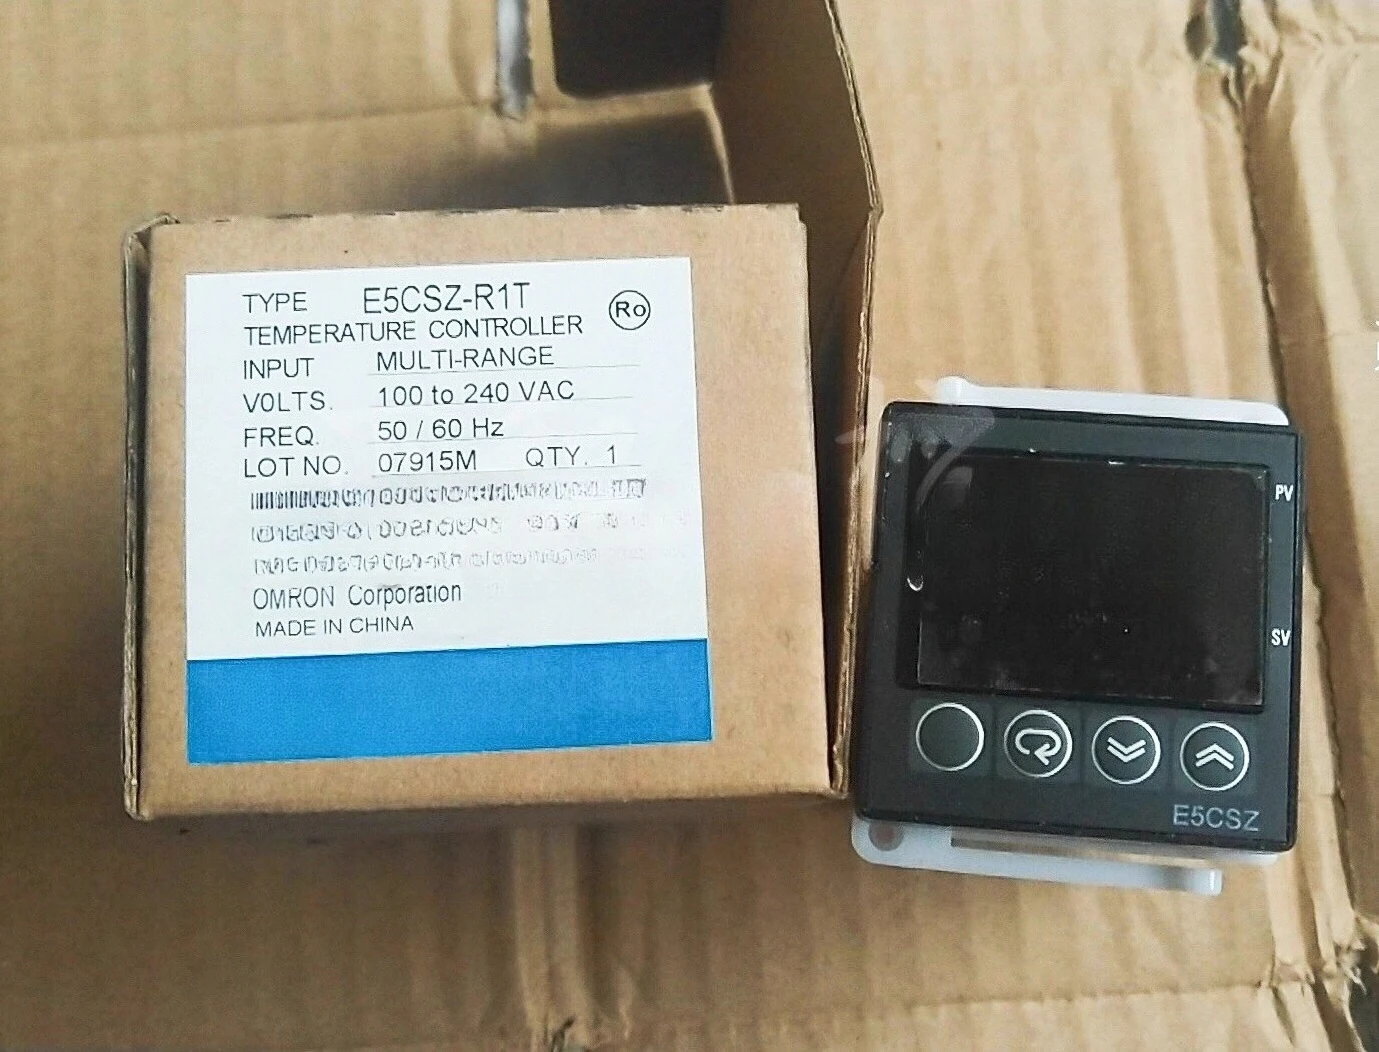 TYPE E5CSZ-R1T
Ro
TEMPERATURE CONTROLLER
INPUT MULTI-RANGE
VOLTS. 100 to 240 VAC
FREQ. 50 / 60 Hz
LOT NO. 07915M QTY. 1
OMRON Corporation
MADE IN CHINA
PV
SV
E5CSZ